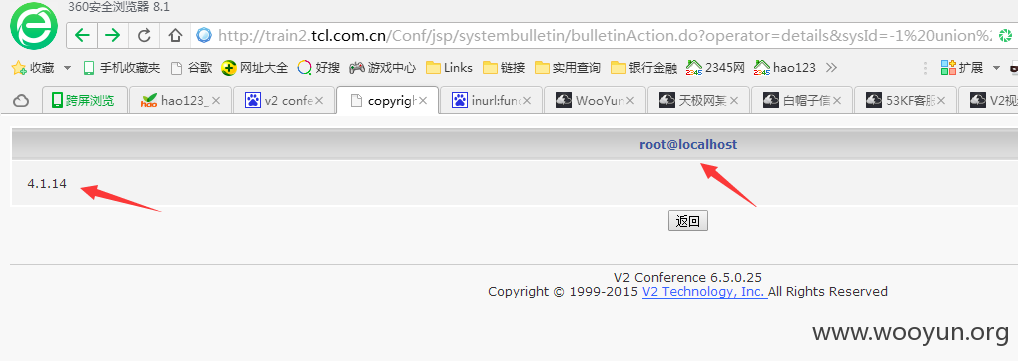 360安全浏览器 8.1
http://train2.tcl.com.cn/Conf/jsp/systembulletin/bulletinAction.do?operator=details&sysId=-1%20union%2
收藏 手机收藏夹 谷歌 网址大全 好搜 游戏中心 Links 链接 实用查询 银行金融 2345网 hao123 » 扩展
跨屏浏览 hao123_ v2 confe copyrigh inurl:fun WooYun 天极网某 白帽子信 53KF客服 V2视
root@localhost
4.1.14
返回
V2 Conference 6.5.0.25
Copyright © 1999-2015 V2 Technology, Inc. All Rights Reserved
www.wooyun.org